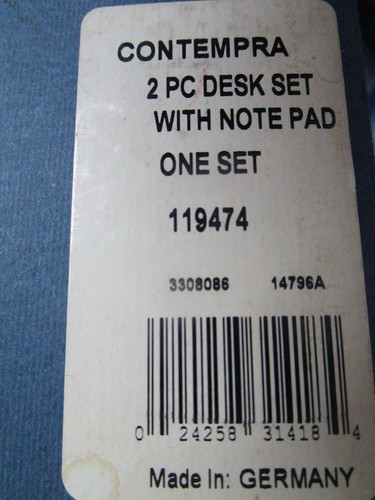 CONTEMPRA
2 PC DESK SET
WITH NOTE PAD
ONE SET
119474
3308086 14796A
0 24258 31418 4
Made In: GERMANY